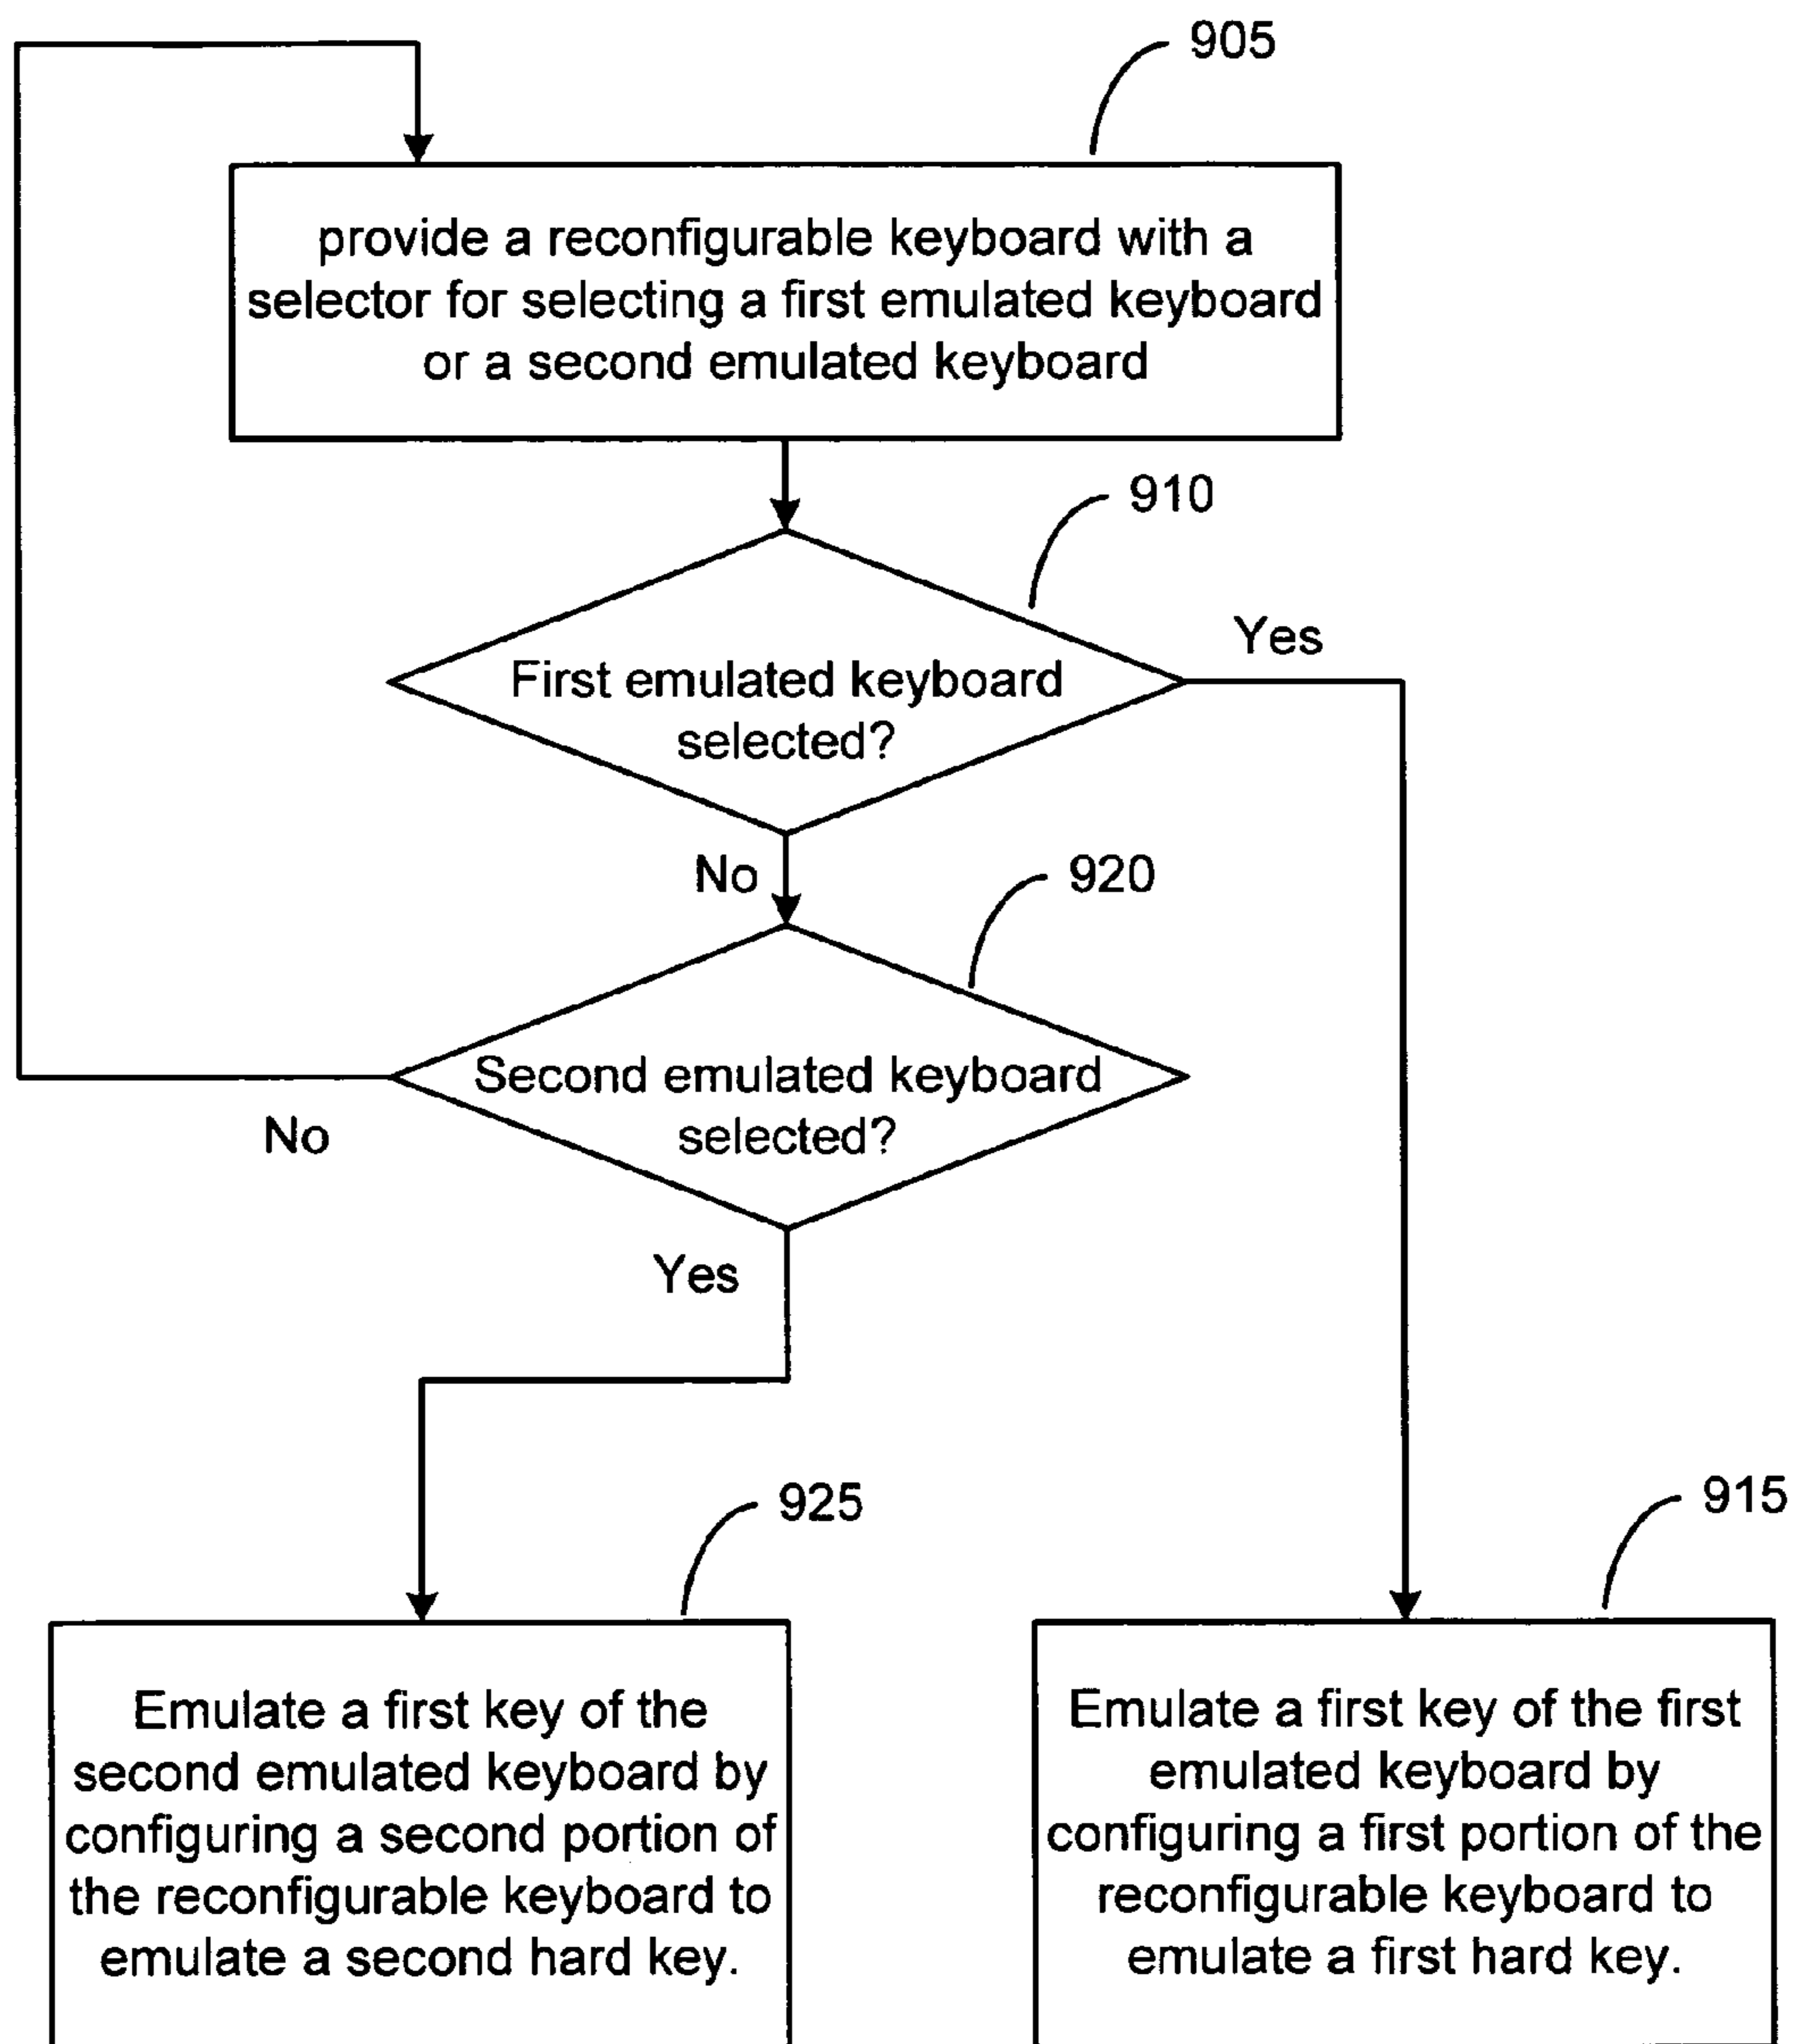 905
provide a reconfigurable keyboard with a
selector for selecting a first emulated keyboard
or a second emulated keyboard
910
Yes
First emulated keyboard
selected?
No
920
Second emulated keyboard
selected?
No
Yes
925
915
Emulate a first key of the
second emulated keyboard by
configuring a second portion of
the reconfigurable keyboard to
emulate a second hard key.
Emulate a first key of the first
emulated keyboard by
configuring a first portion of the
reconfigurable keyboard to
emulate a first hard key.